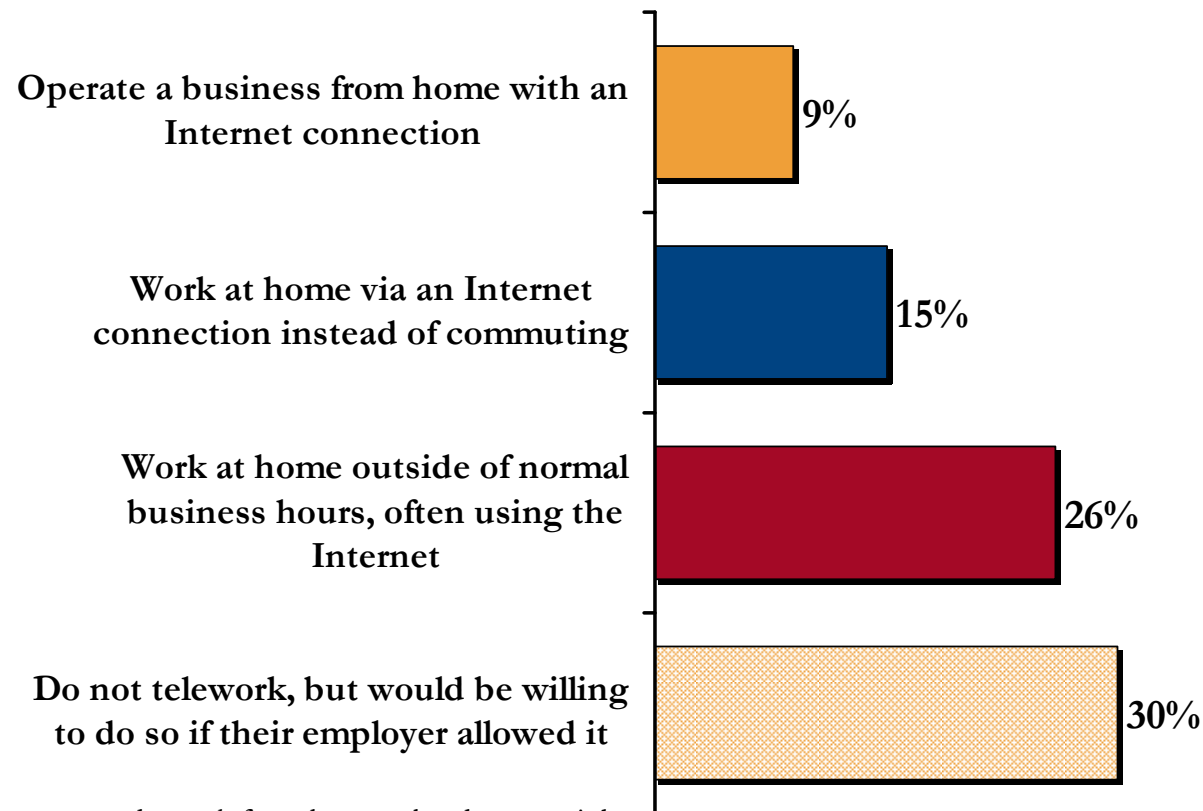 Operate a business from home with an
Internet connection
9%
Work at home via an Internet
connection instead of commuting
15%
Work at home outside of normal
business hours, often using the
Internet
26%
Do not telework, but would be willing
to do so if their employer allowed it
30%